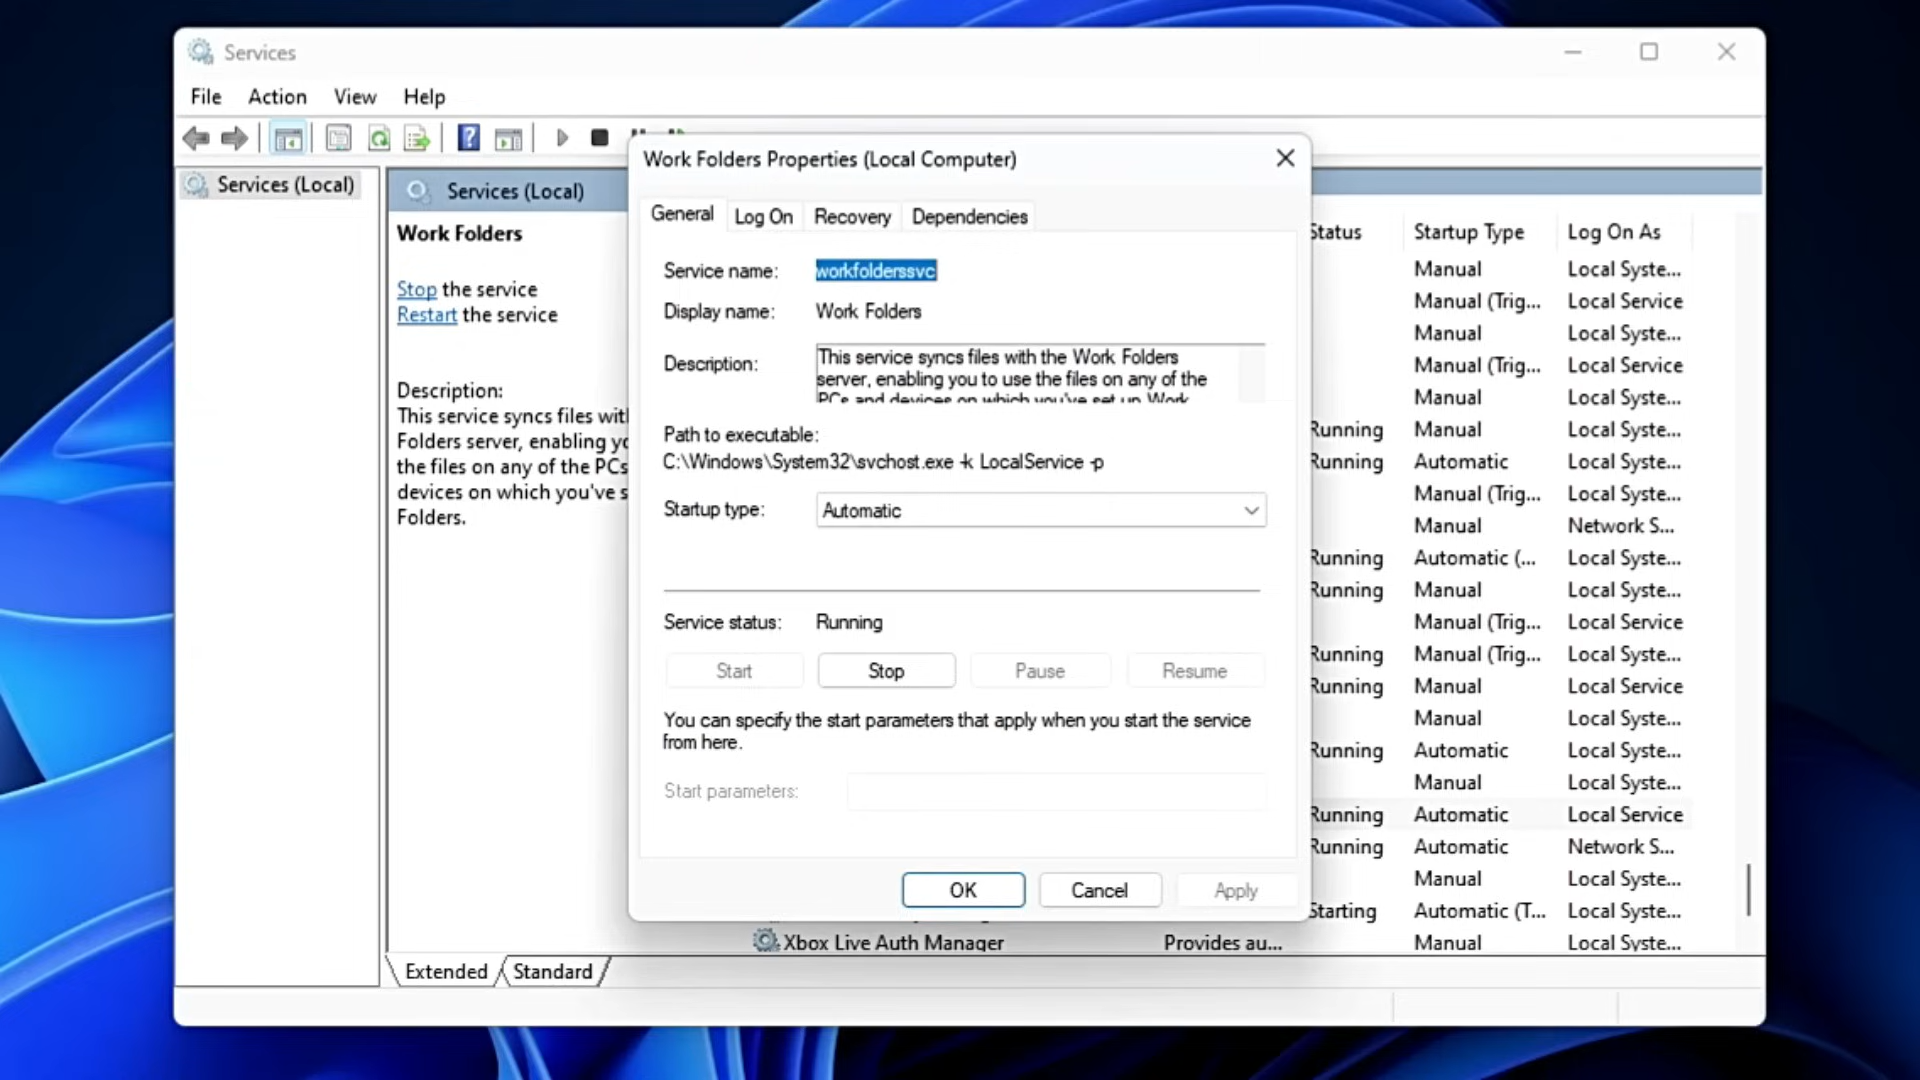 Services
File Action View Help
Services (Local)
Services (Local)
Work Folders
Stop the service
Restart the service
Description:
This service syncs files wit
Folders server, enabling yo
the files on any of the PCs
devices on which you've s
Folders.
Work Folders Properties (Local Computer)
General Log On Recovery Dependencies
Service name: workfolderssvc
Display name: Work Folders
Description: This service syncs files with the Work Folders
server, enabling you to use the files on any of the
PCs and devices on which you've set up Work
Path to executable:
C:\Windows\System32\svchost.exe -k LocalService -p
Startup type: Automatic
Service status: Running
Start Stop Pause Resume
You can specify the start parameters that apply when you start the service
from here.
Start parameters:
OK Cancel Apply
Status Startup Type Log On As
Manual Local Syste...
Manual (Trig... Local Service
Manual Local Syste...
Manual (Trig... Local Service
Manual Local Syste...
Running Manual Local Syste...
Running Automatic Local Syste...
Manual (Trig... Local Syste...
Manual Network S...
Running Automatic (... Local Syste...
Running Manual Local Syste...
Manual (Trig... Local Service
Running Manual (Trig... Local Syste...
Running Manual Local Service
Manual Local Syste...
Running Automatic Local Syste...
Manual Local Syste...
Running Automatic Local Service
Running Automatic Network S...
Manual Local Syste...
Starting Automatic (T... Local Syste...
Xbox Live Auth Manager Provides au... Manual Local Syste...
Extended Standard